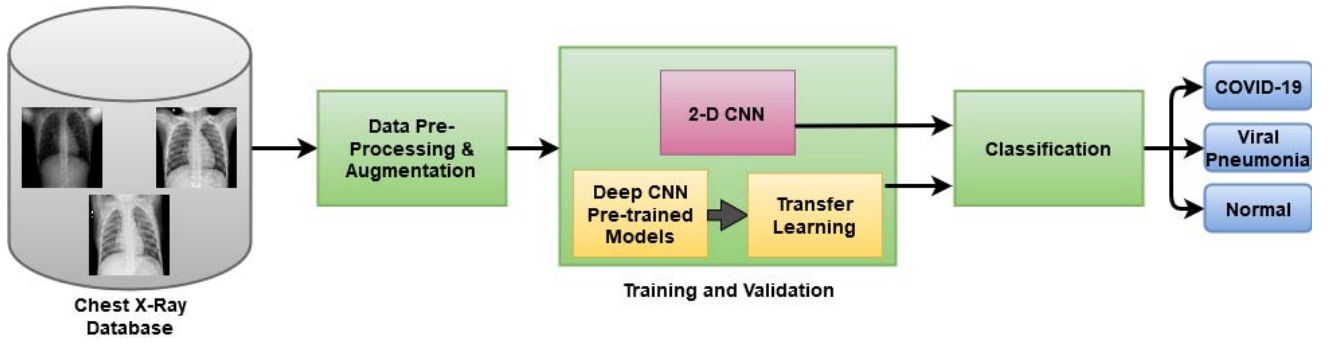 Chest X-Ray
Database
Data Pre-
Processing &
Augmentation
2-D CNN
Deep CNN
Pre-trained
Models
Transfer
Learning
Training and Validation
Classification
COVID-19
Viral
Pneumonia
Normal